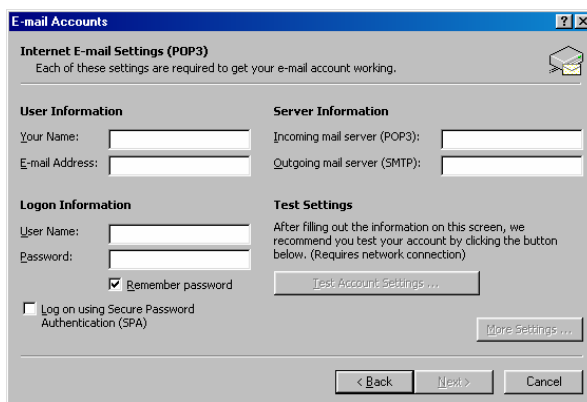 E-mail Accounts
Internet E-mail Settings (POP3)
Each of these settings are required to get your e-mail account working.
User Information
Your Name:
E-mail Address:
Server Information
Incoming mail server (POP3):
Outgoing mail server (SMTP):
Logon Information
User Name:
Password:
Remember password
Log on using Secure Password
Authentication (SPA)
Test Settings
After filling out the information on this screen, we
recommend you test your account by clicking the button
below. (Requires network connection)
Test Account Settings ...
More Settings ...
< Back
Next >
Cancel